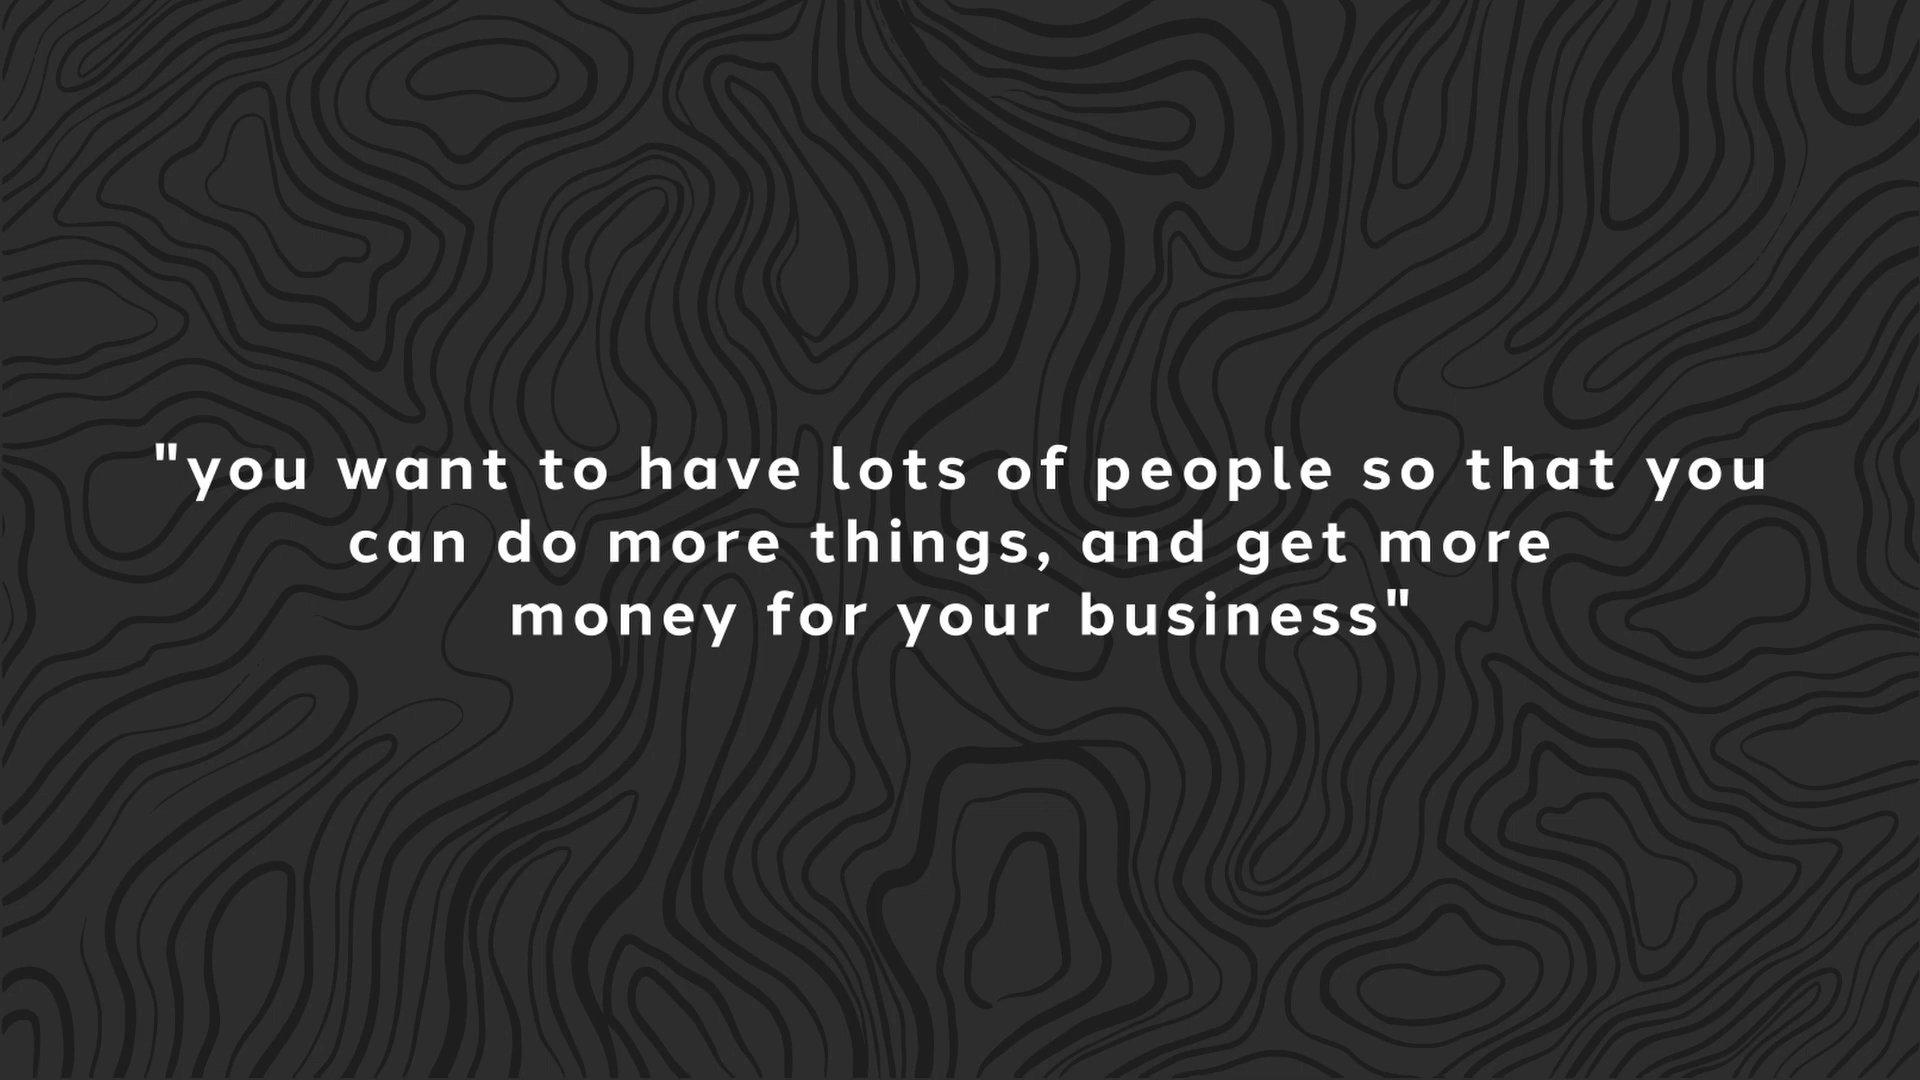 "you want to have lots of people so that you
can do more things, and get more
money for your business"